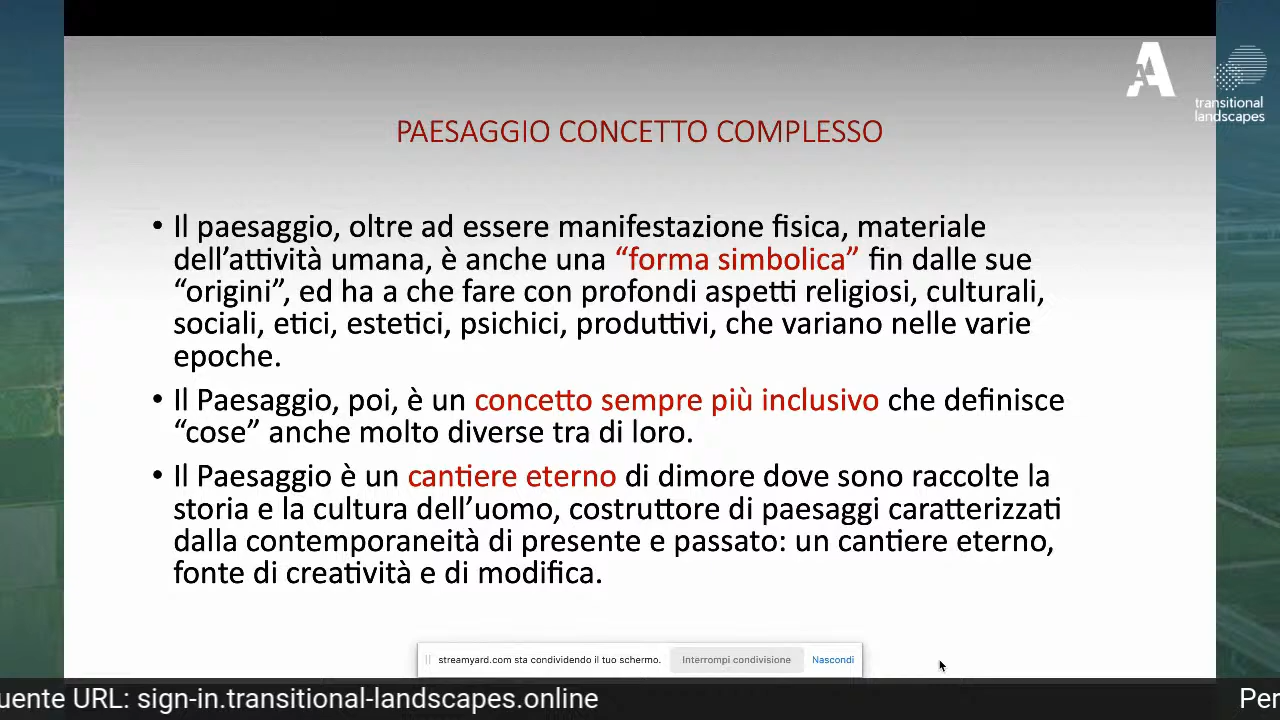 A
transitional
landscapes
PAESAGGIO CONCETTO COMPLESSO
• Il paesaggio, oltre ad essere manifestazione fisica, materiale
dell’attività umana, è anche una “forma simbolica” fin dalle sue
“origini”, ed ha a che fare con profondi aspetti religiosi, culturali,
sociali, etici, estetici, psichici, produttivi, che variano nelle varie
epoche.
• Il Paesaggio, poi, è un concetto sempre più inclusivo che definisce
“cose” anche molto diverse tra di loro.
• Il Paesaggio è un cantiere eterno di dimore dove sono raccolte la
storia e la cultura dell’uomo, costruttore di paesaggi caratterizzati
dalla contemporaneità di presente e passato: un cantiere eterno,
fonte di creatività e di modifica.
streamyard.com sta condividendo il tuo schermo. Interrompi condivisione Nascondi
uente URL: sign-in.transitional-landscapes.online Per